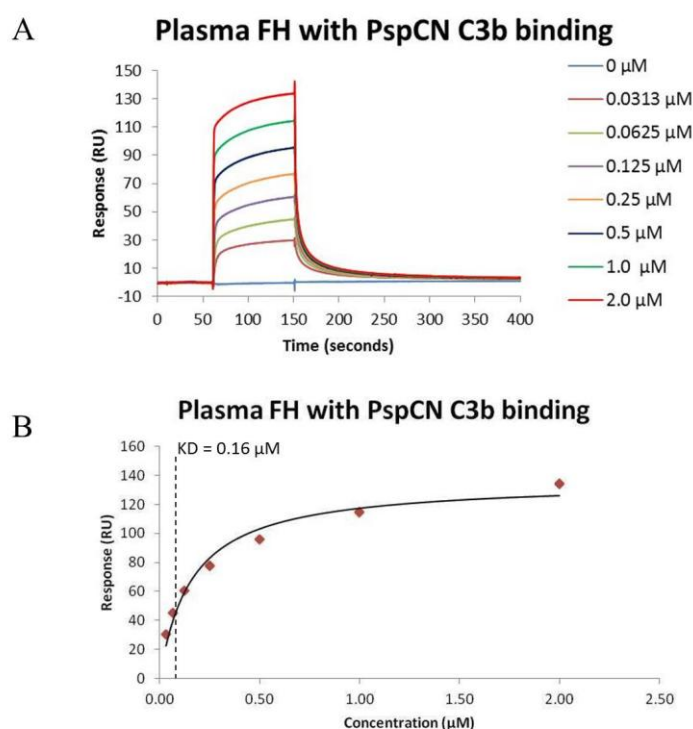 A
Plasma FH with PspCN C3b binding
150
130
110
90
70
50
30
10
-10
Response (RU)
0
50
100
150
200
250
300
350
400
Time (seconds)
0 µM
0.0313 µM
0.0625 µM
0.125 µM
0.25 µM
0.5 µM
1.0 µM
2.0 µM
B
Plasma FH with PspCN C3b binding
KD = 0.16 µM
160
140
120
100
80
60
40
20
0
Response (RU)
0.00
0.50
1.00
1.50
2.00
2.50
Concentration (µM)